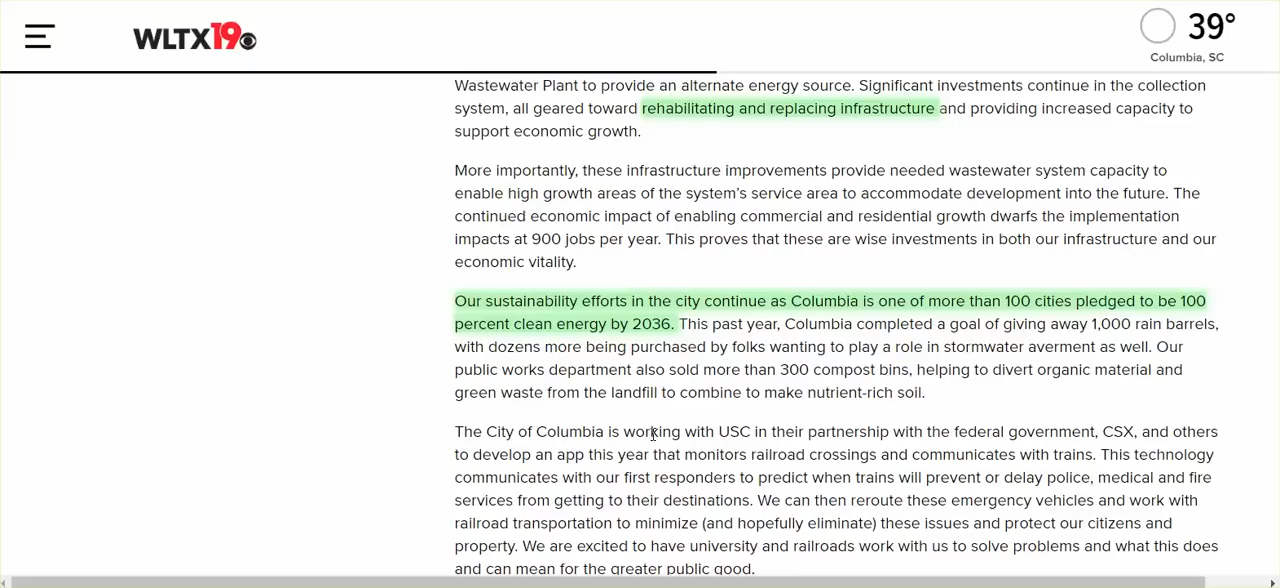 WLTX19
39°
Columbia, SC
Wastewater Plant to provide an alternate energy source. Significant investments continue in the collection
system, all geared toward rehabilitating and replacing infrastructure and providing increased capacity to
support economic growth.
More importantly, these infrastructure improvements provide needed wastewater system capacity to
enable high growth areas of the system's service area to accommodate development into the future. The
continued economic impact of enabling commercial and residential growth dwarfs the implementation
impacts at 900 jobs per year. This proves that these are wise investments in both our infrastructure and our
economic vitality.
Our sustainability efforts in the city continue as Columbia is one of more than 100 cities pledged to be 100
percent clean energy by 2036. This past year, Columbia completed a goal of giving away 1,000 rain barrels,
with dozens more being purchased by folks wanting to play a role in stormwater averment as well. Our
public works department also sold more than 300 compost bins, helping to divert organic material and
green waste from the landfill to combine to make nutrient-rich soil.
The City of Columbia is working with USC in their partnership with the federal government, CSX, and others
to develop an app this year that monitors railroad crossings and communicates with trains. This technology
communicates with our first responders to predict when trains will prevent or delay police, medical and fire
services from getting to their destinations. We can then reroute these emergency vehicles and work with
railroad transportation to minimize (and hopefully eliminate) these issues and protect our citizens and
property. We are excited to have university and railroads work with us to solve problems and what this does
and can mean for the greater public good.